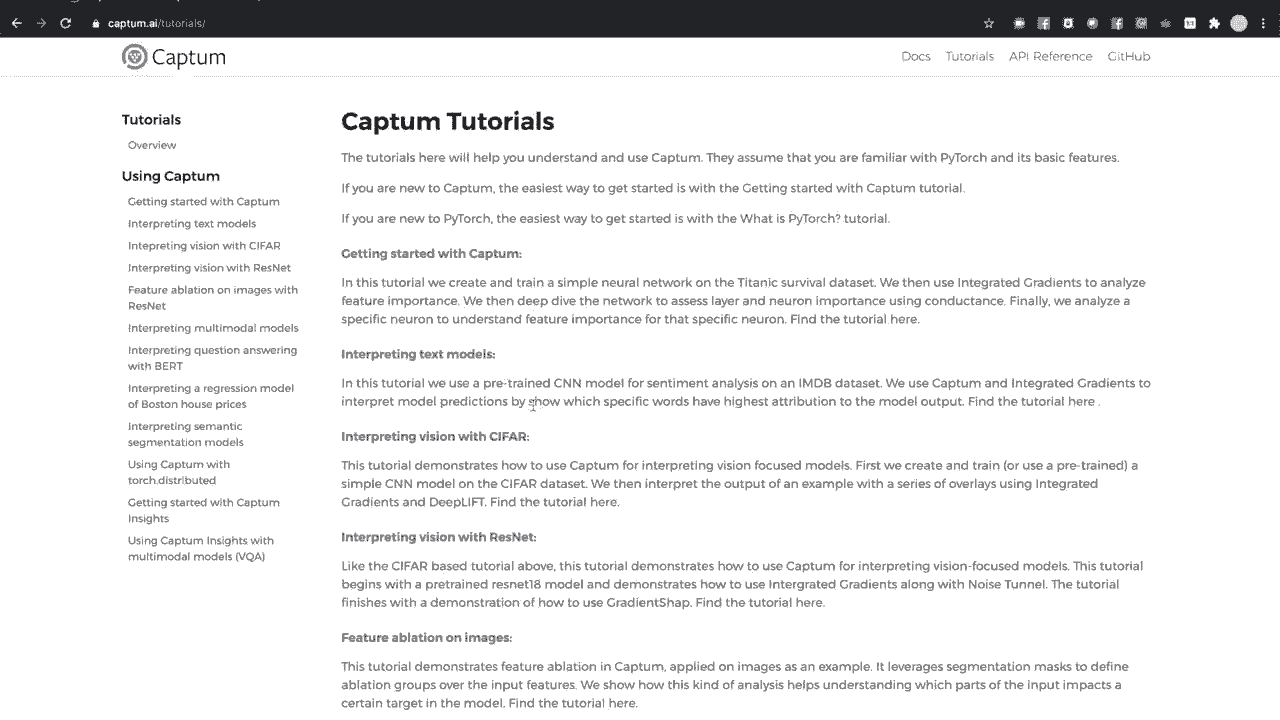 captum.ai/tutorials/
Captum
Docs
Tutorials
API Reference
GitHub
Tutorials
Overview
Using Captum
Getting started with Captum
Interpreting text models
Intepreting vision with CIFAR
Interpreting vision with ResNet
Feature ablation on images with
ResNet
Interpreting multimodal models
Interpreting question answering
with BERT
Interpreting a regression model
of Boston house prices
Interpreting semantic
segmentation models
Using Captum with
torch.distributed
Getting started with Captum
Insights
Using Captum Insights with
multimodal models (VQA)
Captum Tutorials
The tutorials here will help you understand and use Captum. They assume that you are familiar with PyTorch and its basic features.
If you are new to Captum, the easiest way to get started is with the Getting started with Captum tutorial.
If you are new to PyTorch, the easiest way to get started is with the What is PyTorch? tutorial.
Getting started with Captum:
In this tutorial we create and train a simple neural network on the Titanic survival dataset. We then use Integrated Gradients to analyze
feature importance. We then deep dive the network to assess layer and neuron importance using conductance. Finally, we analyze a
specific neuron to understand feature importance for that specific neuron. Find the tutorial here.
Interpreting text models:
In this tutorial we use a pre-trained CNN model for sentiment analysis on an IMDB dataset. We use Captum and Integrated Gradients to
interpret model predictions by show which specific words have highest attribution to the model output. Find the tutorial here .
Interpreting vision with CIFAR:
This tutorial demonstrates how to use Captum for interpreting vision focused models. First we create and train (or use a pre-trained) a
simple CNN model on the CIFAR dataset. We then interpret the output of an example with a series of overlays using Integrated
Gradients and DeepLIFT. Find the tutorial here.
Interpreting vision with ResNet:
Like the CIFAR based tutorial above, this tutorial demonstrates how to use Captum for interpreting vision-focused models. This tutorial
begins with a pretrained resnet18 model and demonstrates how to use Intergrated Gradients along with Noise Tunnel. The tutorial
finishes with a demonstration of how to use GradientShap. Find the tutorial here.
Feature ablation on images:
This tutorial demonstrates feature ablation in Captum, applied on images as an example. It leverages segmentation masks to define
ablation groups over the input features. We show how this kind of analysis helps understanding which parts of the input impacts a
certain target in the model. Find the tutorial here.